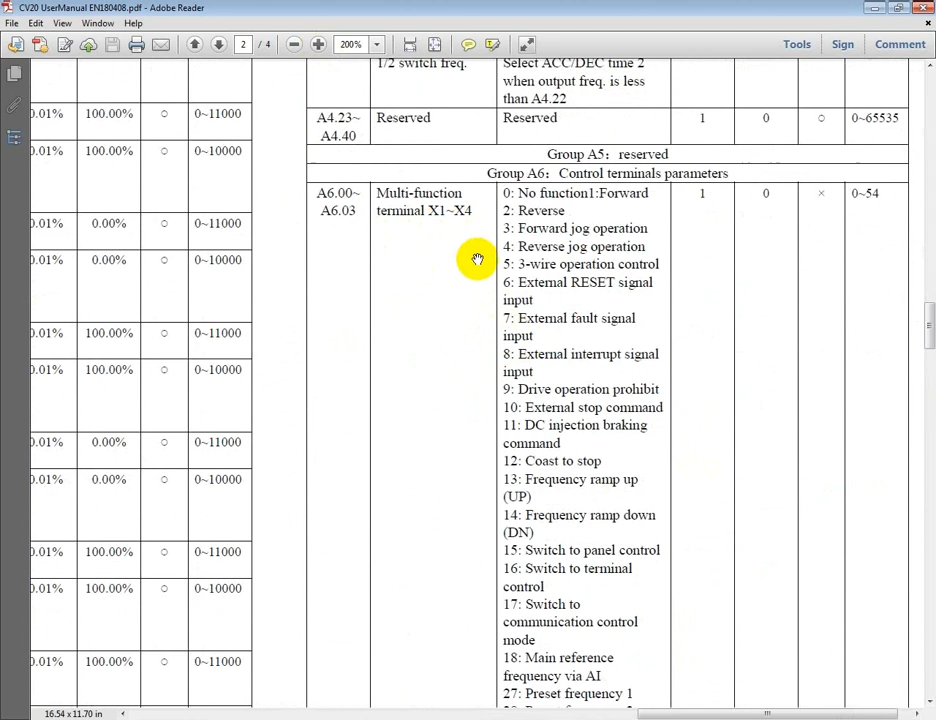 CV20 UserManual EN180408.pdf - Adobe Reader
File Edit View Window Help
2 / 4
200%
Tools
Sign
Comment
0.01% 100.00% ○ 0~11000
0.01% 100.00% ○ 0~10000
0.01% 0.00% ○ 0~11000
0.01% 0.00% ○ 0~10000
0.01% 100.00% ○ 0~11000
0.01% 100.00% ○ 0~10000
0.01% 0.00% ○ 0~11000
0.01% 0.00% ○ 0~10000
0.01% 100.00% ○ 0~11000
0.01% 100.00% ○ 0~10000
0.01% 100.00% ○ 0~11000
1/2 switch freq.
Select ACC/DEC time 2
when output freq. is less
than A4.22
A4.23~
A4.40
Reserved
Reserved
1 0 ○ 0~65535
Group A5：reserved
Group A6：Control terminals parameters
A6.00~
A6.03
Multi-function
terminal X1~X4
0: No function1:Forward
2: Reverse
3: Forward jog operation
4: Reverse jog operation
5: 3-wire operation control
6: External RESET signal
input
7: External fault signal
input
8: External interrupt signal
input
9: Drive operation prohibit
10: External stop command
11: DC injection braking
command
12: Coast to stop
13: Frequency ramp up
(UP)
14: Frequency ramp down
(DN)
15: Switch to panel control
16: Switch to terminal
control
17: Switch to
communication control
mode
18: Main reference
frequency via AI
27: Preset frequency 1
1 0 × 0~54
16.54 x 11.70 in